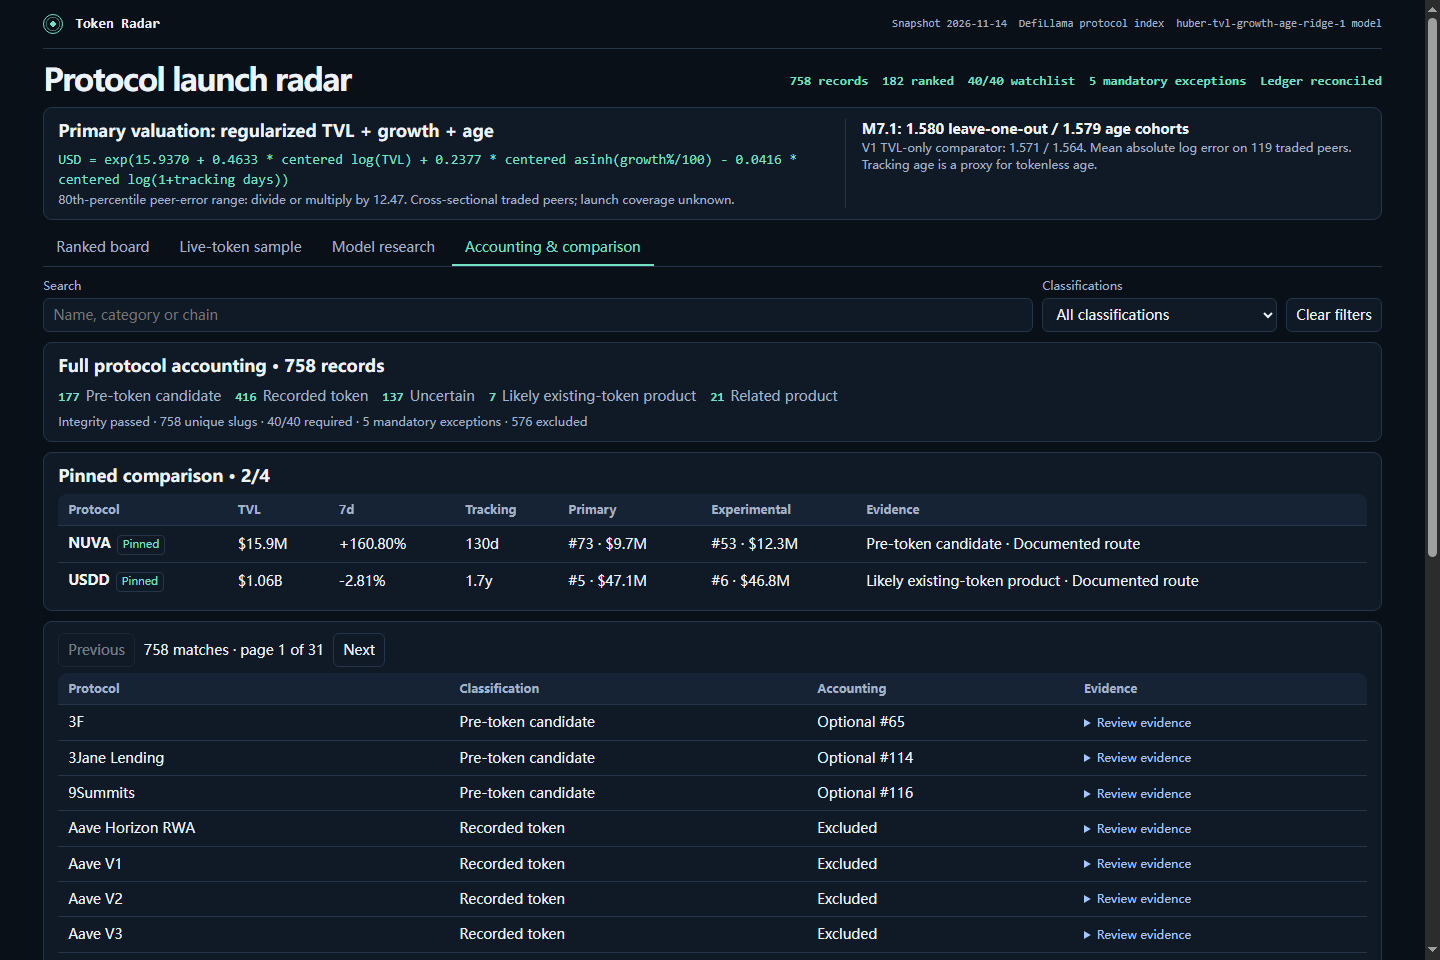 Token Radar
Snapshot 2026-11-14 DefiLlama protocol index huber-tvl-growth-age-ridge-1 model
Protocol launch radar
758 records 182 ranked 40/40 watchlist 5 mandatory exceptions Ledger reconciled
Primary valuation: regularized TVL + growth + age
USD = exp(15.9370 + 0.4633 * centered log(TVL) + 0.2377 * centered asinh(growth%/100) - 0.0416 *
centered log(1+tracking days))
80th-percentile peer-error range: divide or multiply by 12.47. Cross-sectional traded peers; launch coverage unknown.
M7.1: 1.580 leave-one-out / 1.579 age cohorts
V1 TVL-only comparator: 1.571 / 1.564. Mean absolute log error on 119 traded peers.
Tracking age is a proxy for tokenless age.
Ranked board Live-token sample Model research Accounting & comparison
Search
Name, category or chain
Classifications
All classifications
Clear filters
Full protocol accounting • 758 records
177 Pre-token candidate 416 Recorded token 137 Uncertain 7 Likely existing-token product 21 Related product
Integrity passed · 758 unique slugs · 40/40 required · 5 mandatory exceptions · 576 excluded
Pinned comparison • 2/4
Protocol TVL 7d Tracking Primary Experimental Evidence
NUVA Pinned $15.9M +160.80% 130d #73 · $9.7M #53 · $12.3M Pre-token candidate · Documented route
USDD Pinned $1.06B -2.81% 1.7y #5 · $47.1M #6 · $46.8M Likely existing-token product · Documented route
Previous 758 matches · page 1 of 31 Next
Protocol Classification Accounting Evidence
3F Pre-token candidate Optional #65 ▶ Review evidence
3Jane Lending Pre-token candidate Optional #114 ▶ Review evidence
9Summits Pre-token candidate Optional #116 ▶ Review evidence
Aave Horizon RWA Recorded token Excluded ▶ Review evidence
Aave V1 Recorded token Excluded ▶ Review evidence
Aave V2 Recorded token Excluded ▶ Review evidence
Aave V3 Recorded token Excluded ▶ Review evidence